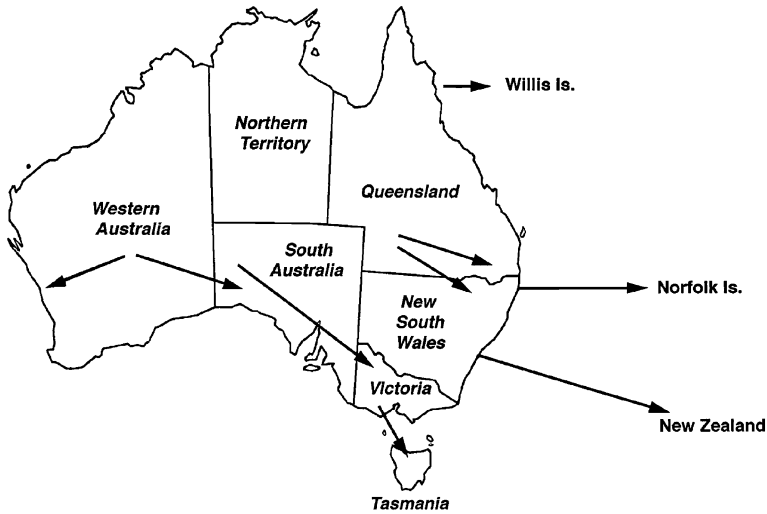 Willis Is.
Northern
Territory
Queensland
Western
Australia
South
Australia
Norfolk Is.
New
South
Wales
Victoria
New Zealand
Tasmania